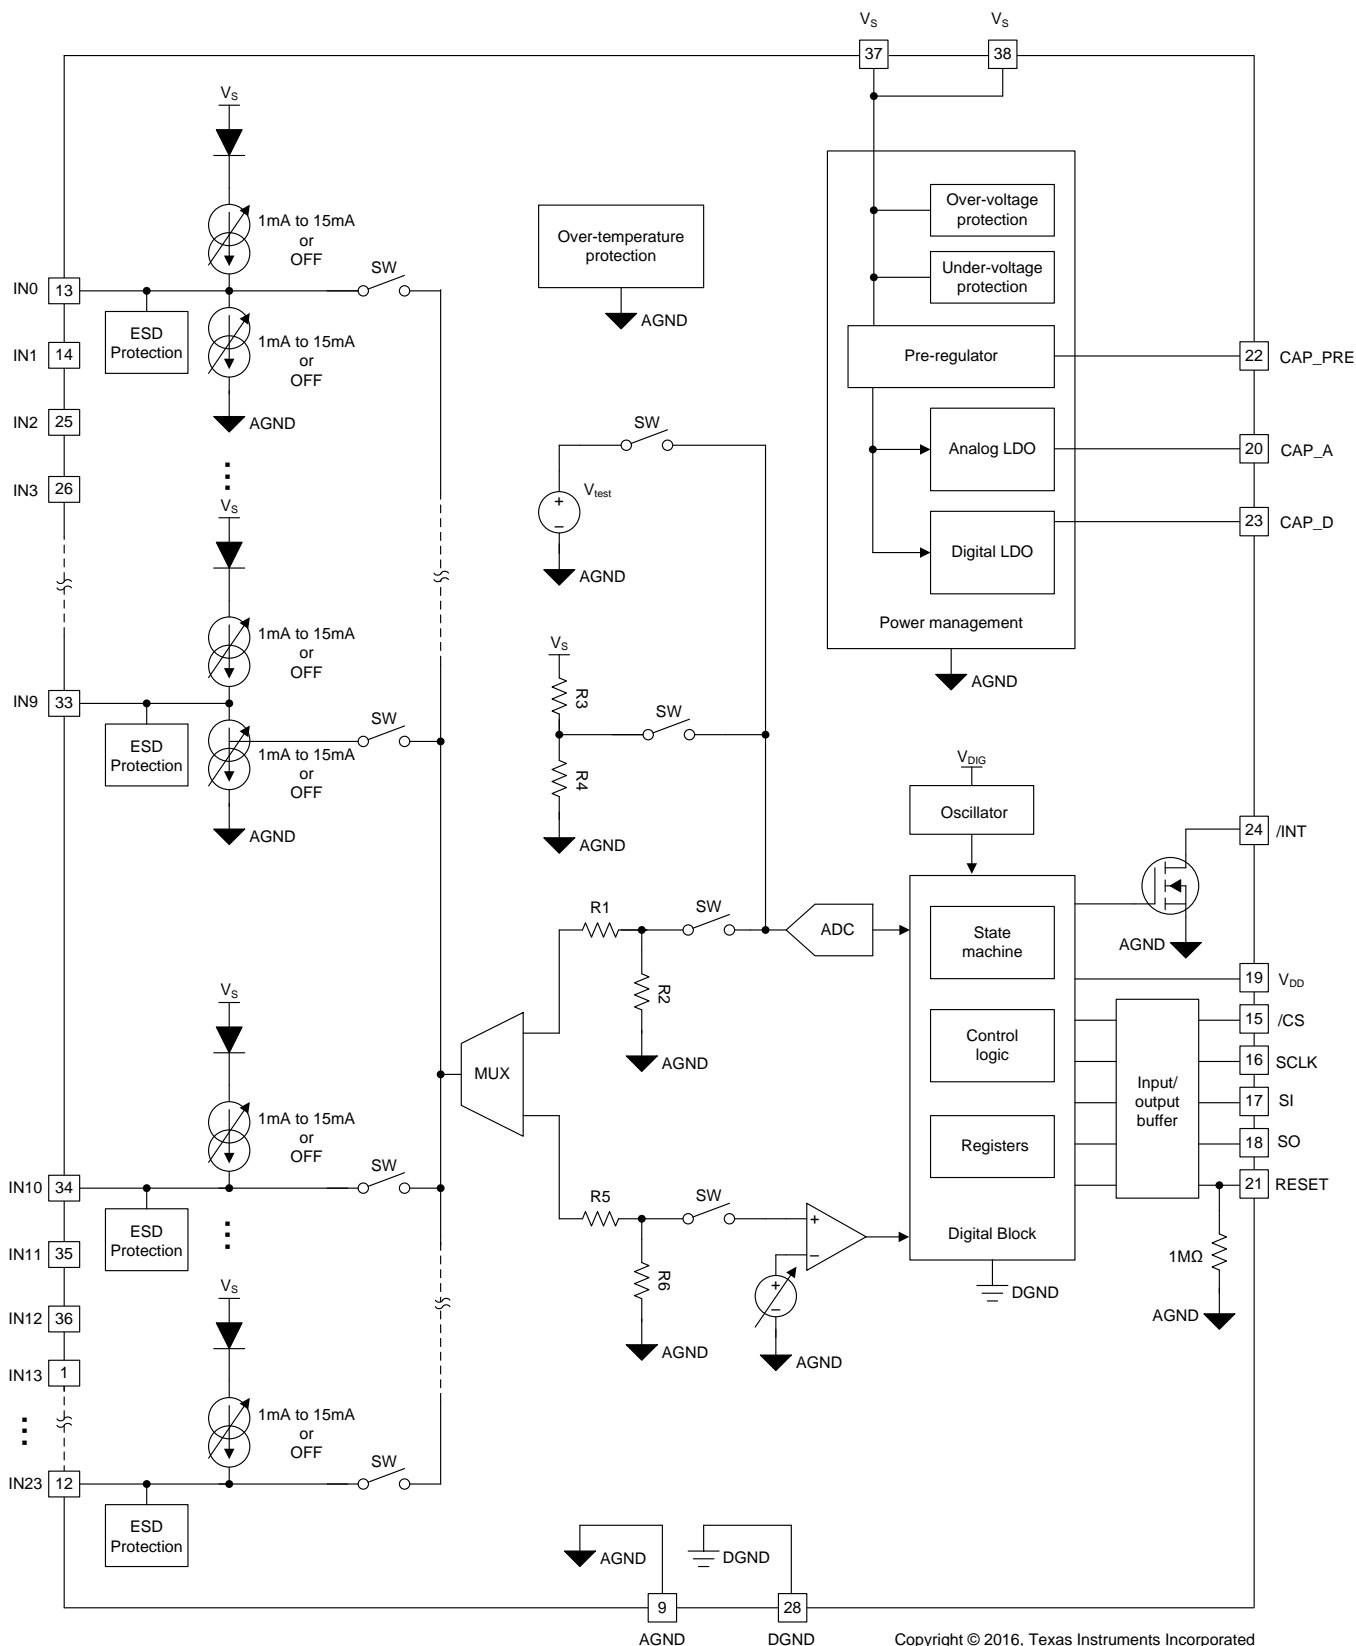 VS
VS
37
38
VS
1mA to 15mA
or
OFF
SW
IN0
13
ESD
Protection
1mA to 15mA
or
OFF
AGND
IN1
14
IN2
25
IN3
26
VS
1mA to 15mA
or
OFF
IN9
33
SW
ESD
Protection
1mA to 15mA
or
OFF
AGND
VS
1mA to 15mA
or
OFF
SW
IN10
34
ESD
Protection
IN11
35
IN12
36
IN13
1
VS
1mA to 15mA
or
OFF
SW
IN23
12
ESD
Protection
Over-temperature
protection
AGND
SW
Vtest
+
−
AGND
VS
R3
SW
R4
AGND
R1
SW
R2
AGND
ADC
MUX
R5
SW
R6
AGND
+
−
+
−
AGND
Over-voltage
protection
Under-voltage
protection
Pre-regulator
Analog LDO
Digital LDO
Power management
AGND
22
CAP_PRE
20
CAP_A
23
CAP_D
VDIG
Oscillator
State
machine
Control
logic
Registers
Digital Block
DGND
24
/INT
AGND
19
VDD
Input/
output
buffer
15
/CS
16
SCLK
17
SI
18
SO
21
RESET
1MΩ
AGND
AGND
DGND
9
28
AGND
DGND
Copyright © 2016, Texas Instruments Incorporated